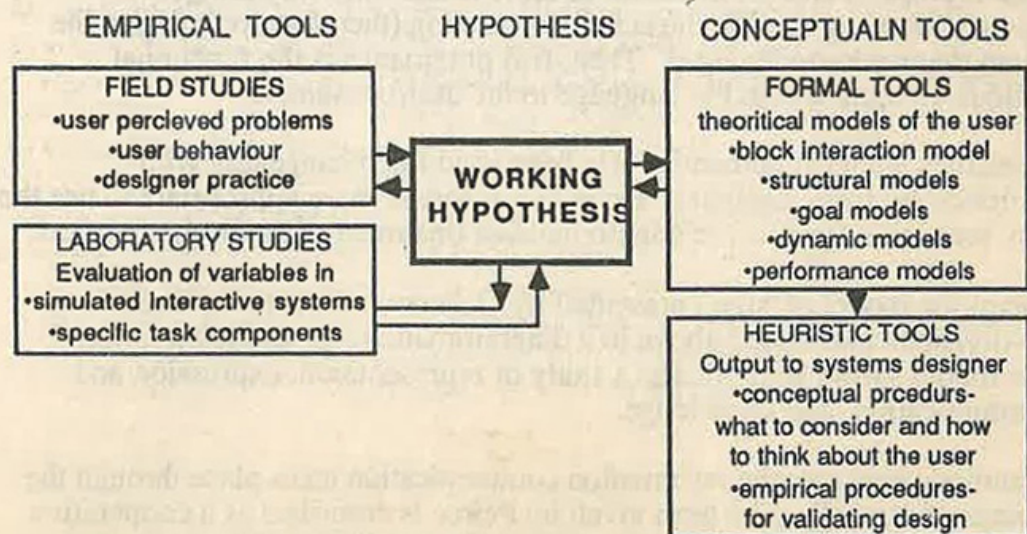 EMPIRICAL TOOLS
HYPOTHESIS
CONCEPTUALN TOOLS
FIELD STUDIES
•user percieved problems
•user behaviour
•designer practice
LABORATORY STUDIES
Evaluation of variables in
•simulated Interactive systems
•specific task components
WORKING
HYPOTHESIS
FORMAL TOOLS
theoritical models of the user
•block interaction model
•structural models
•goal models
•dynamic models
•performance models
HEURISTIC TOOLS
Output to systems designer
•conceptual prcedurs-
what to consider and how
to think about the user
•empirical procedures-
for validating design